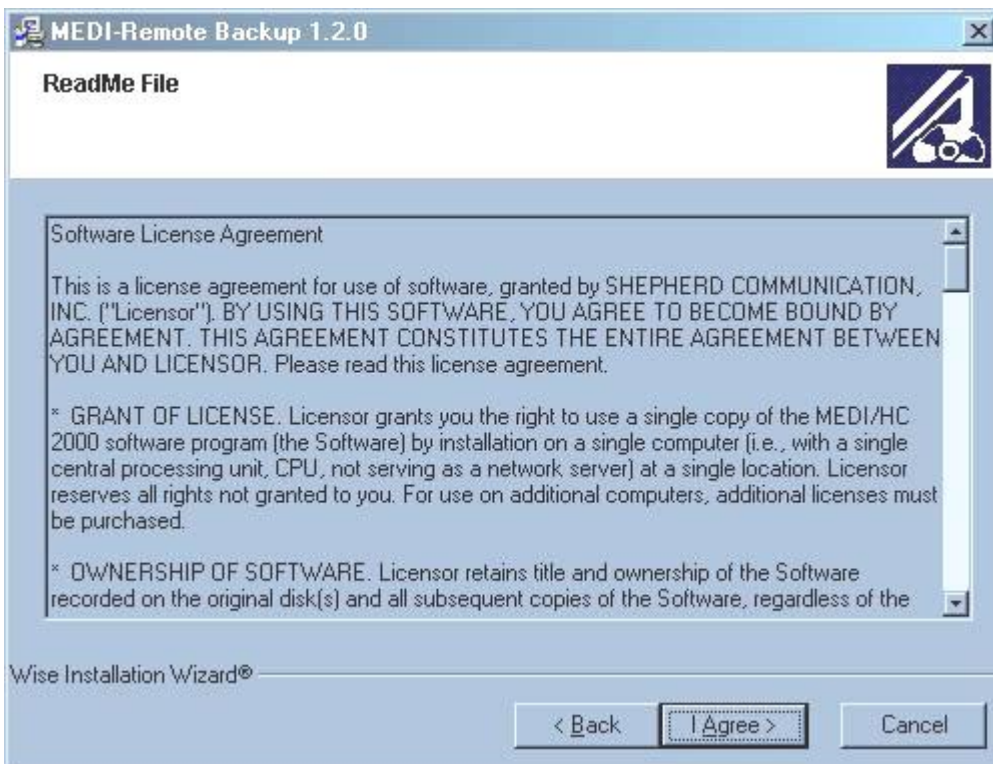 MEDI-Remote Backup 1.2.0
ReadMe File
Software License Agreement
This is a license agreement for use of software, granted by SHEPHERD COMMUNICATION,
INC. ("Licensor"). BY USING THIS SOFTWARE, YOU AGREE TO BECOME BOUND BY
AGREEMENT. THIS AGREEMENT CONSTITUTES THE ENTIRE AGREEMENT BETWEEN
YOU AND LICENSOR. Please read this license agreement.
* GRANT OF LICENSE. Licensor grants you the right to use a single copy of the MEDI/HC
2000 software program (the Software) by installation on a single computer (i.e., with a single
central processing unit, CPU, not serving as a network server) at a single location. Licensor
reserves all rights not granted to you. For use on additional computers, additional licenses must
be purchased.
* OWNERSHIP OF SOFTWARE. Licensor retains title and ownership of the Software
recorded on the original disk(s) and all subsequent copies of the Software, regardless of the
Wise Installation Wizard®
< Back
I Agree >
Cancel